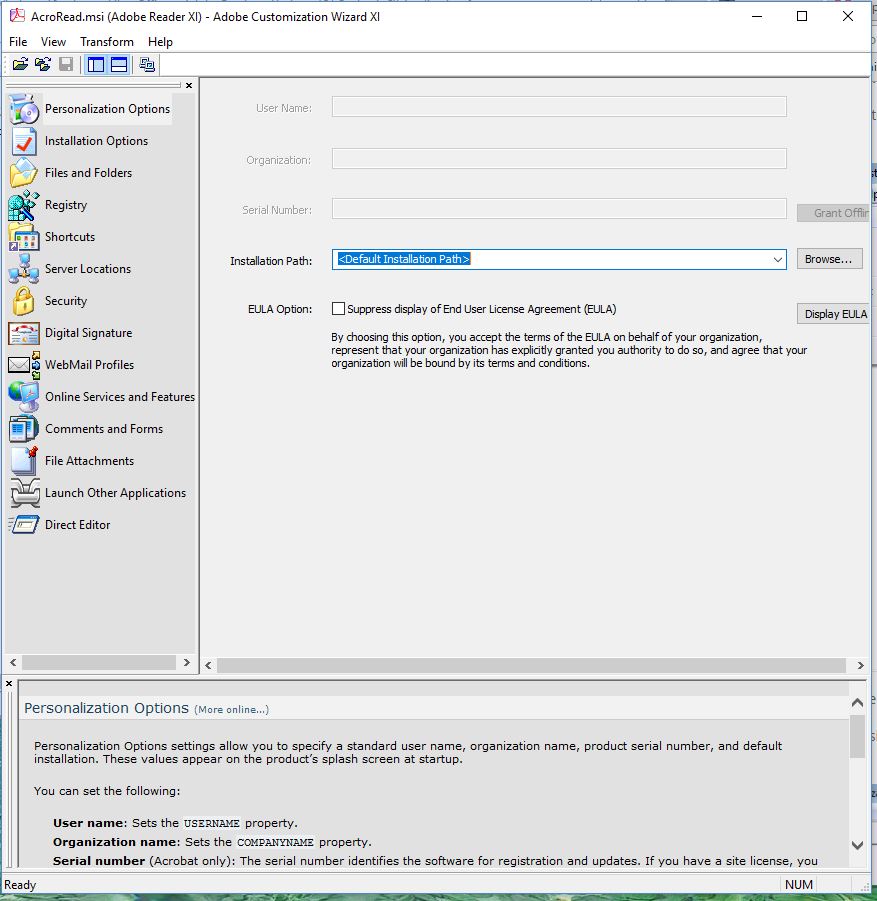 AcroRead.msi (Adobe Reader XI) - Adobe Customization Wizard XI
File View Transform Help
Personalization Options
Installation Options
Files and Folders
Registry
Shortcuts
Server Locations
Security
Digital Signature
WebMail Profiles
Online Services and Features
Comments and Forms
File Attachments
Launch Other Applications
Direct Editor
User Name:
Organization:
Serial Number:
Grant Offlin
Installation Path: <Default Installation Path> Browse...
EULA Option: Suppress display of End User License Agreement (EULA) Display EULA
By choosing this option, you accept the terms of the EULA on behalf of your organization,
represent that your organization has explicitly granted you authority to do so, and agree that your
organization will be bound by its terms and conditions.
Personalization Options (More online...)
Personalization Options settings allow you to specify a standard user name, organization name, product serial number, and default
installation. These values appear on the product's splash screen at startup.
You can set the following:
User name: Sets the USERNAME property.
Organization name: Sets the COMPANYNAME property.
Serial number (Acrobat only): The serial number identifies the software for registration and updates. If you have a site license, you
Ready NUM